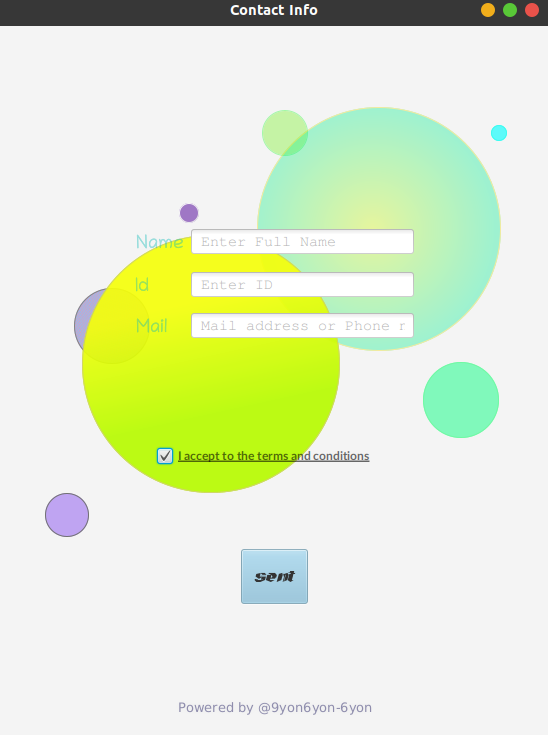 Contact Info
Name Enter Full Name
Id Enter ID
Mail Mail address or Phone r
I accept to the terms and conditions
sent
Powered by @9yon6yon-6yon